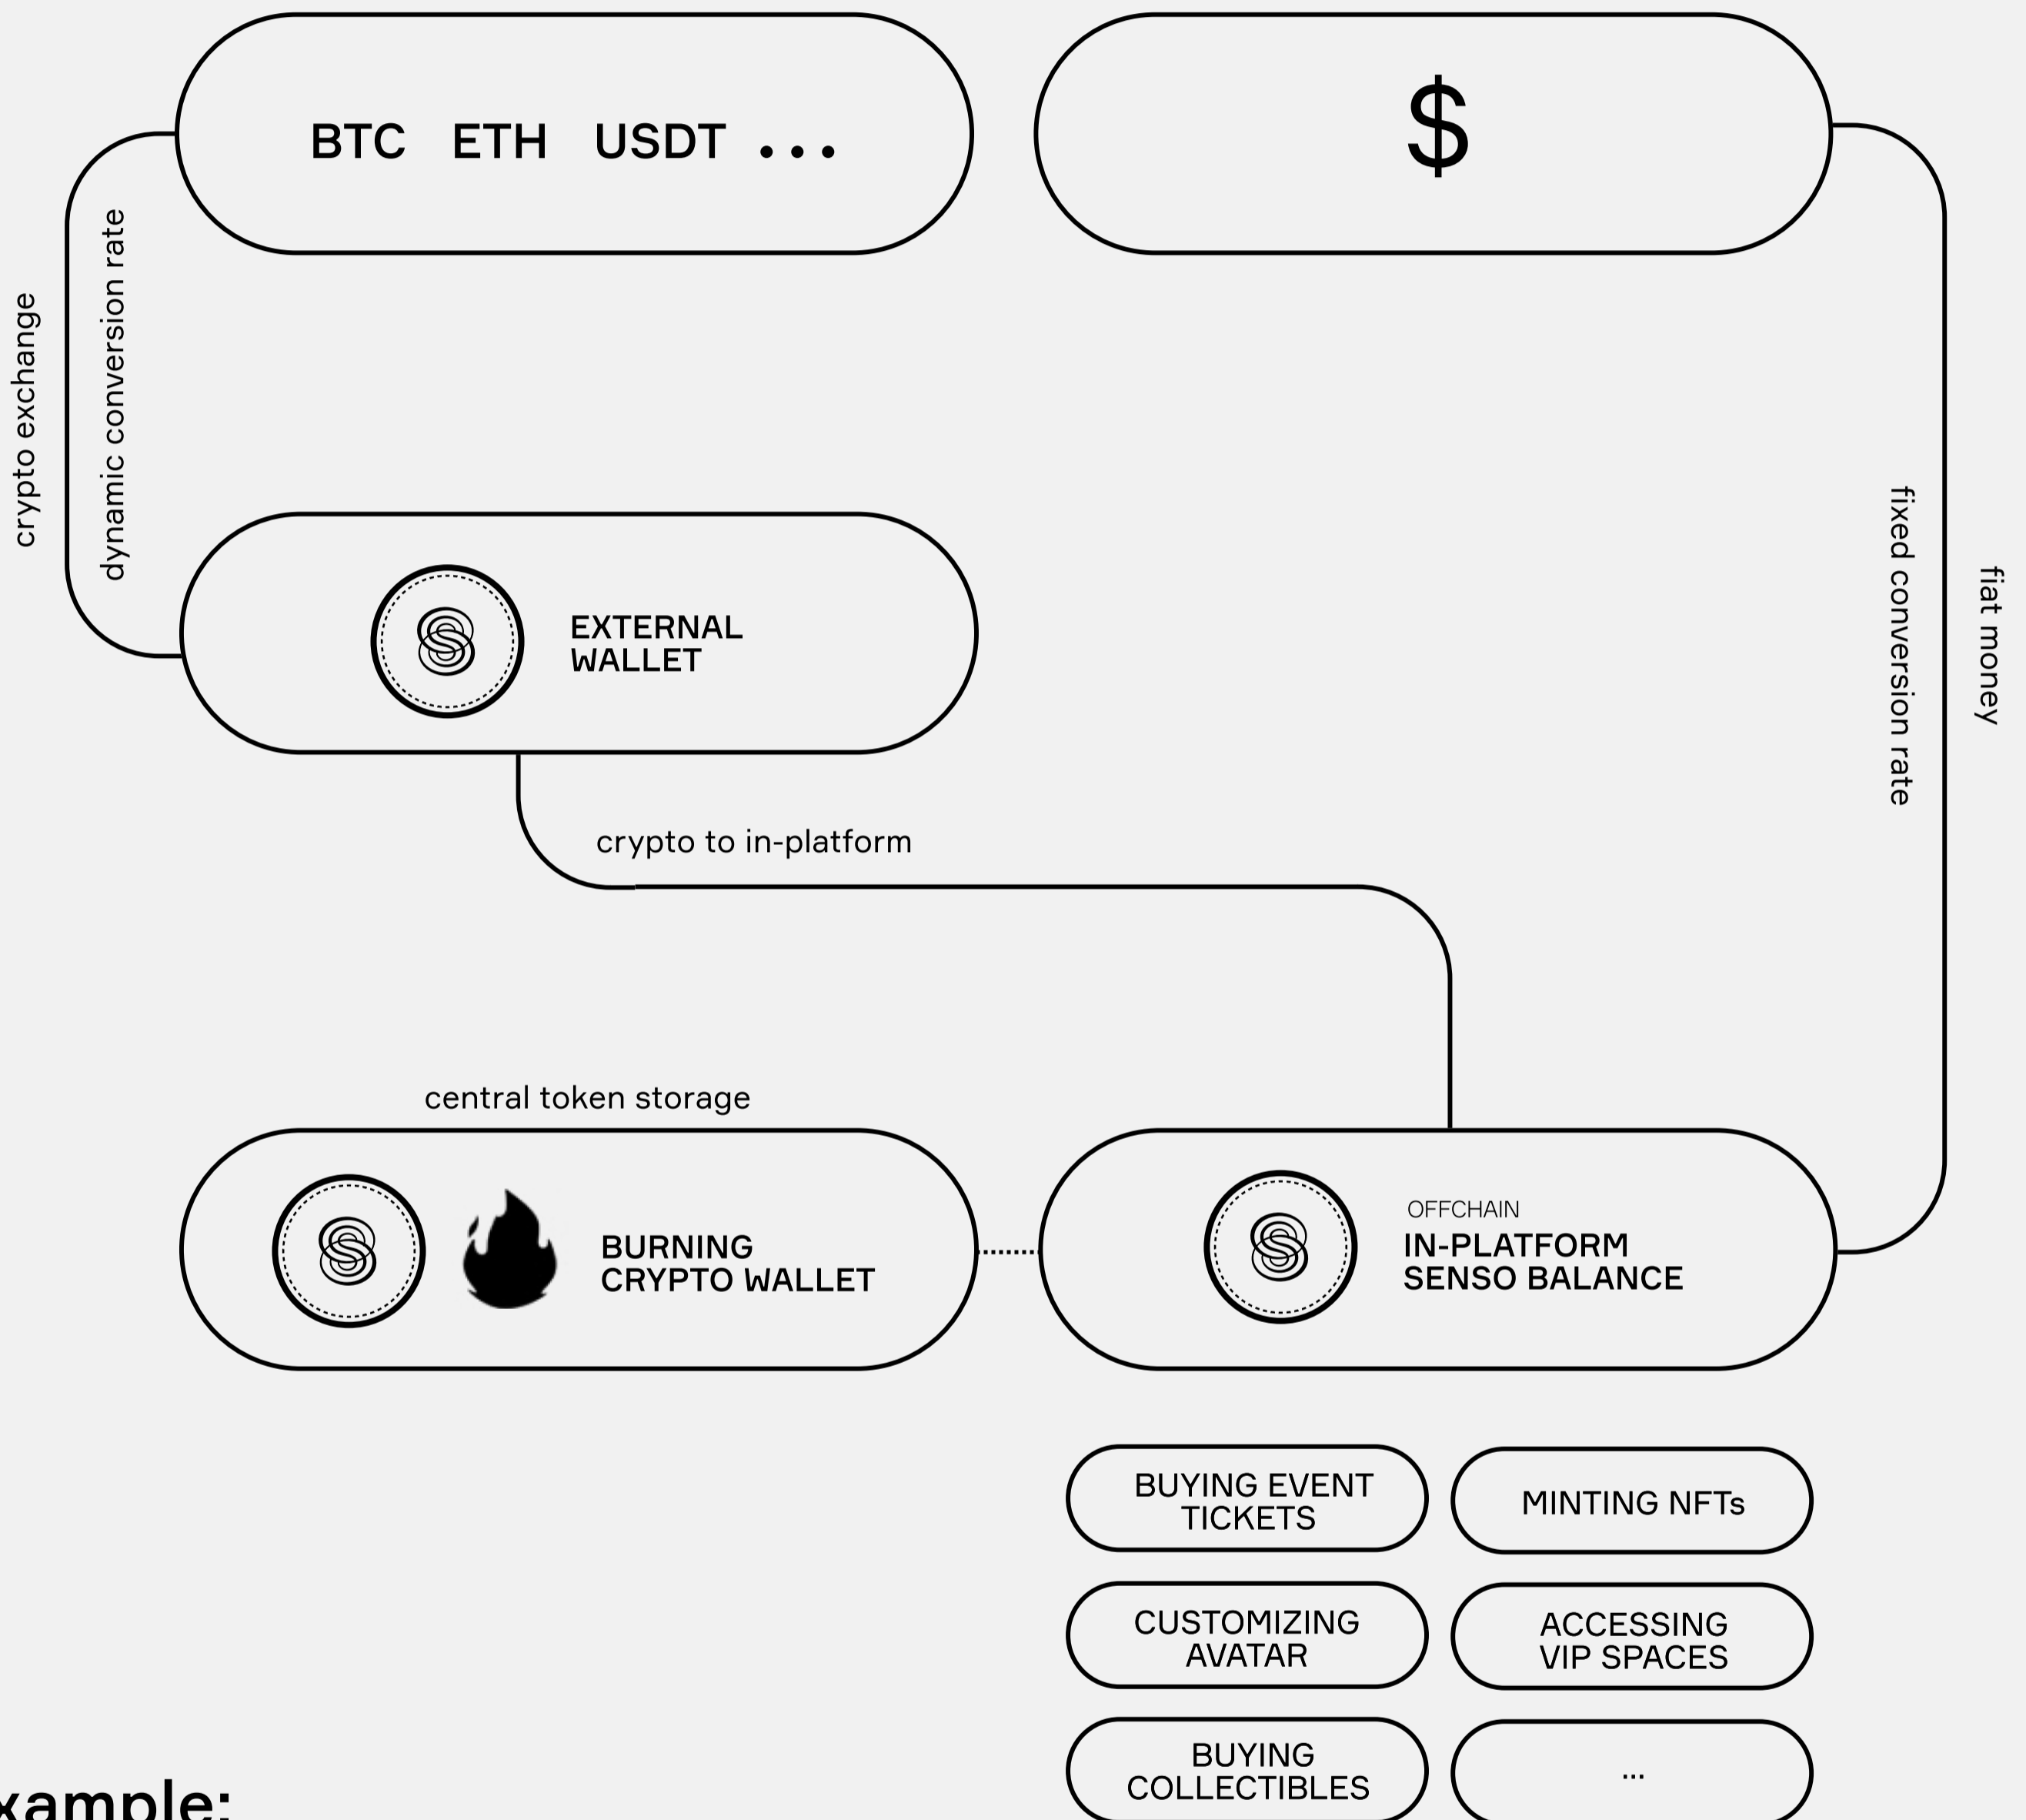 BTC ETH USDT ...
$
crypto exchange
dynamic conversion rate
fixed conversion rate
fiat money
EXTERNAL
WALLET
crypto to in-platform
central token storage
BURNING
CRYPTO WALLET
OFFCHAIN
IN-PLATFORM
SENSO BALANCE
BUYING EVENT
TICKETS
MINTING NFTs
CUSTOMIZING
AVATAR
ACCESSING
VIP SPACES
BUYING
COLLECTIBLES
...
xample: